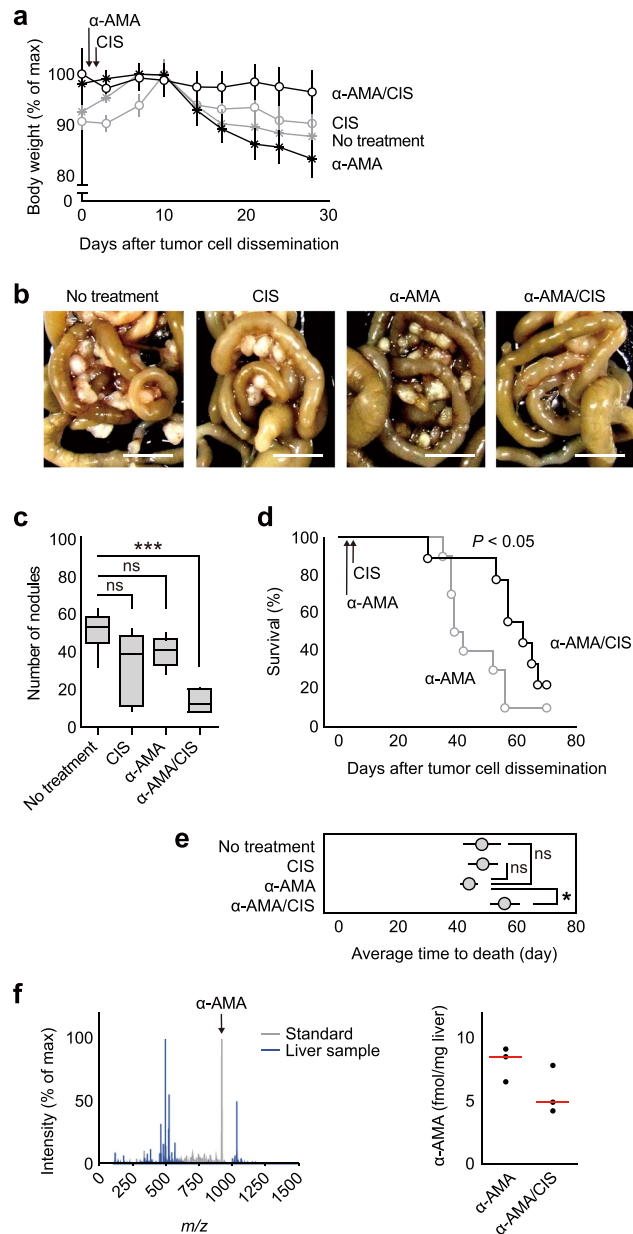 a
α-AMA
CIS
Body weight (% of max)
100
90
80
0
0 10 20 30
Days after tumor cell dissemination
α-AMA/CIS
CIS
No treatment
α-AMA
b
No treatment CIS α-AMA α-AMA/CIS
c
Number of nodules
100
80
60
40
20
0
***
ns
ns
No treatment
CIS
α-AMA
α-AMA/CIS
d
Survival (%)
100
80
60
40
20
0
CIS
α-AMA
P < 0.05
α-AMA/CIS
α-AMA
0 20 40 60 80
Days after tumor cell dissemination
e
No treatment
CIS
α-AMA
α-AMA/CIS
ns
ns
*
0 20 40 60 80
Average time to death (day)
f
α-AMA
Standard
Liver sample
Intensity (% of max)
100
50
0
0 250 500 750 1000 1250 1500
m/z
α-AMA (fmol/mg liver)
10
5
0
α-AMA
α-AMA/CIS